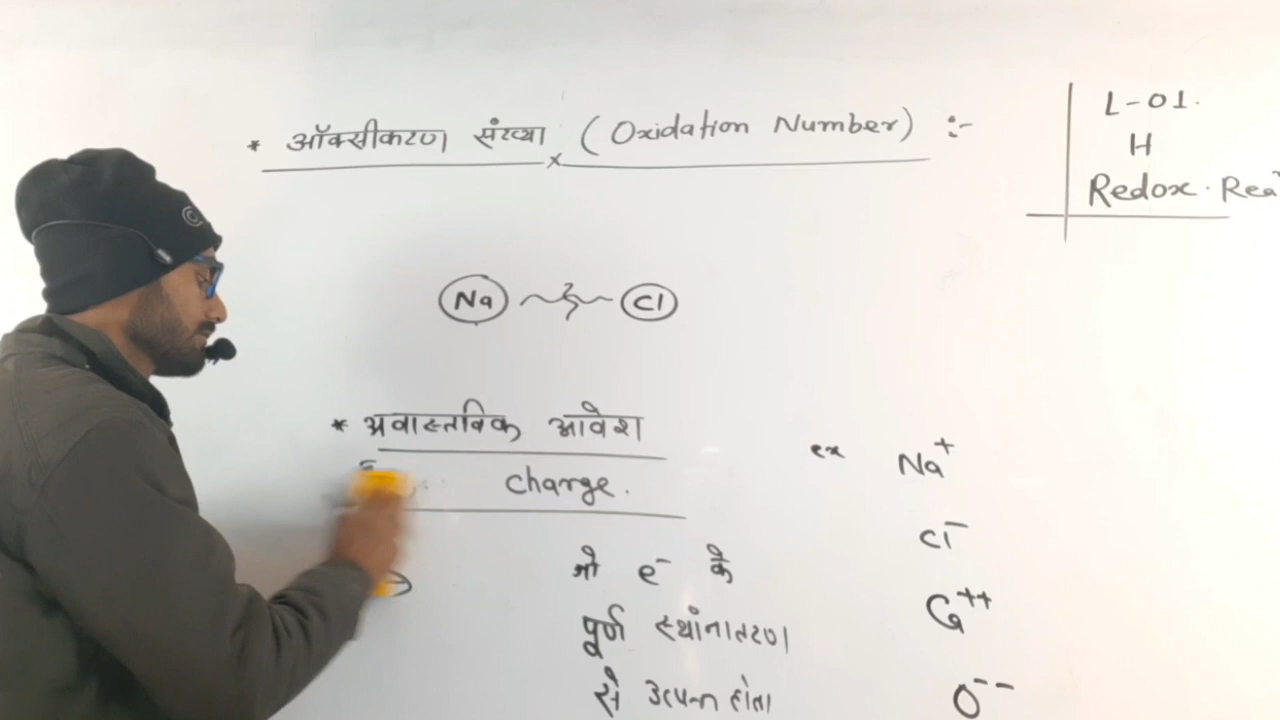 * ऑक्सीकरण संख्या (Oxidation Number) :-
L-01.
H
Redox. Rea
Na Cl
* अवास्तविक आवेश
charge.
ex Na+
Cl-
जो e- के
पूर्ण स्थांनातरण
से उत्पन्न होता
++
O--